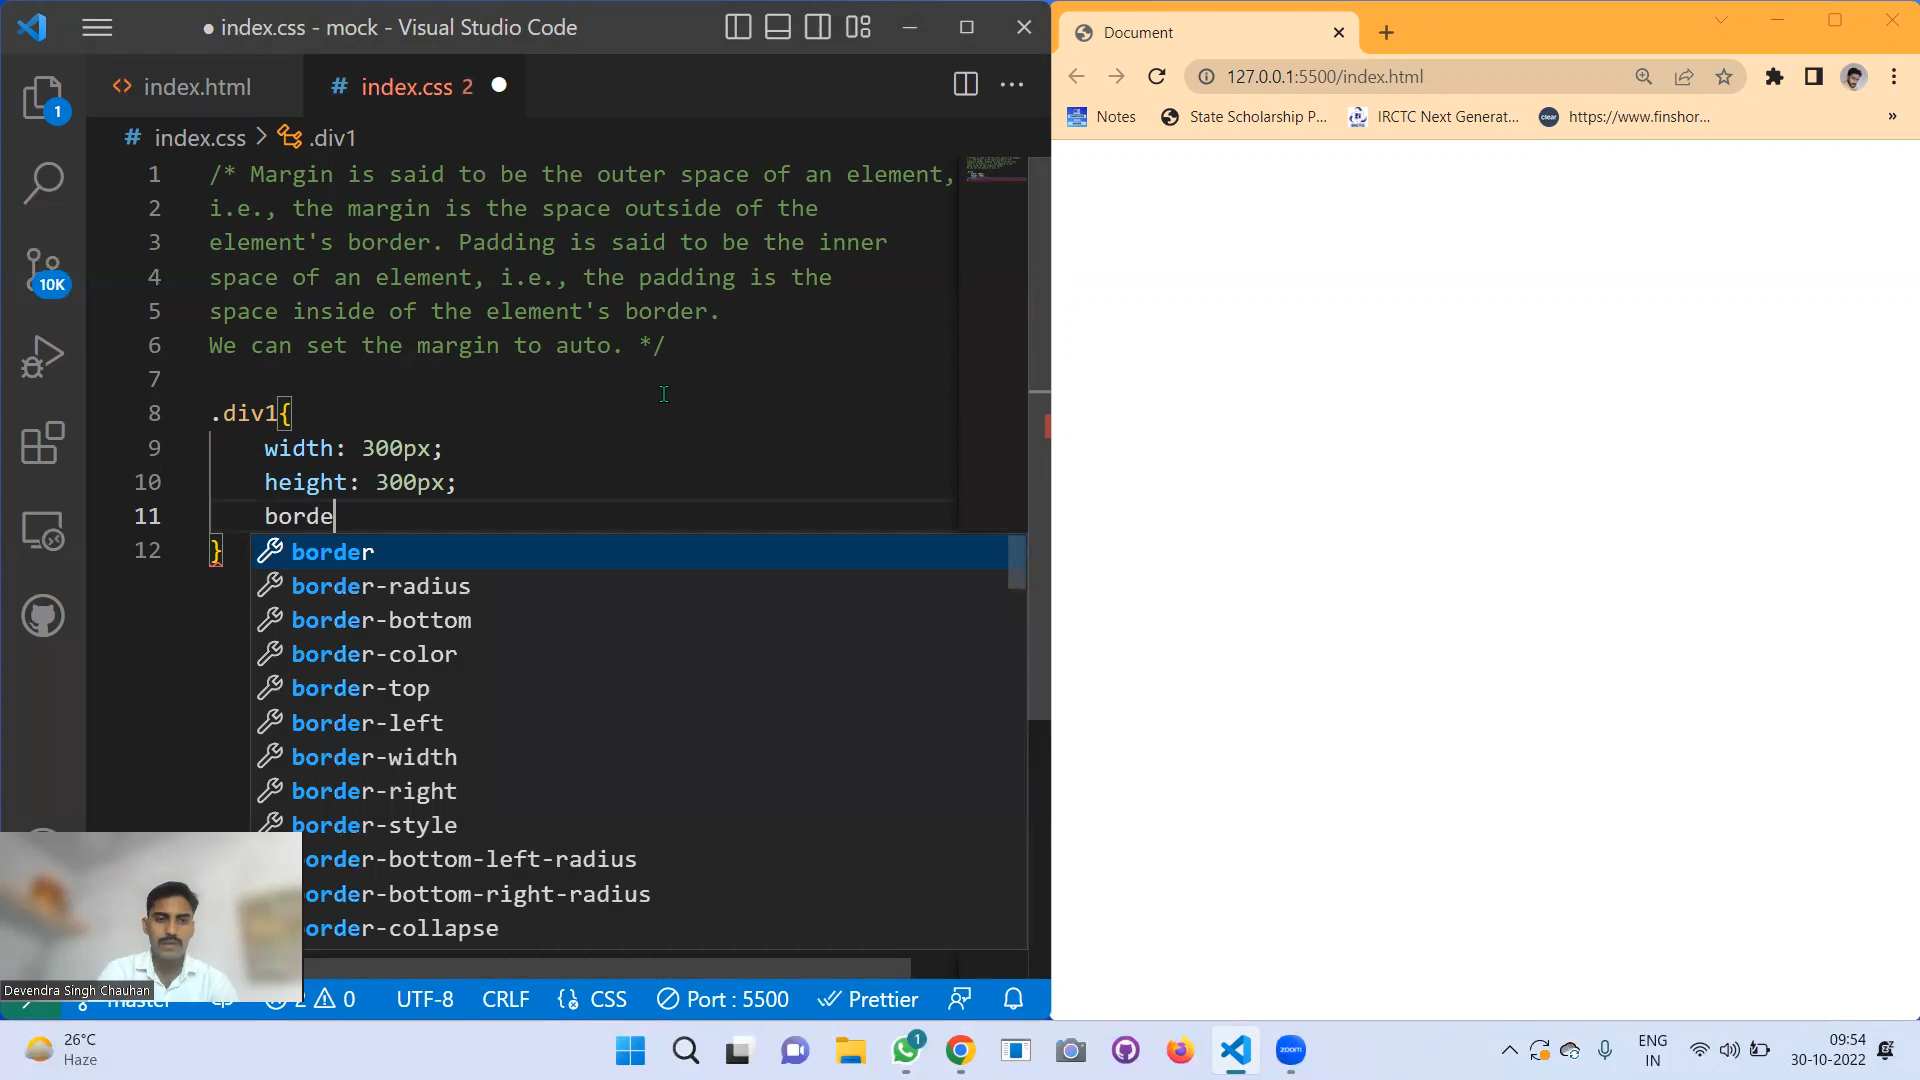 index.css - mock - Visual Studio Code
index.html
# index.css 2
# index.css > .div1
1 /* Margin is said to be the outer space of an element,
2 i.e., the margin is the space outside of the
3 element's border. Padding is said to be the inner
4 space of an element, i.e., the padding is the
5 space inside of the element's border.
6 We can set the margin to auto. */
7
8 .div1{
9 width: 300px;
10 height: 300px;
11 borde
12 }
border
border-radius
border-bottom
border-color
border-top
border-left
border-width
border-right
border-style
order-bottom-left-radius
order-bottom-right-radius
order-collapse
1
10K
Devendra Singh Chauhan
2 0 UTF-8 CRLF CSS Port : 5500 Prettier
Document
127.0.0.1:5500/index.html
Notes State Scholarship P... IRCTC Next Generat... clear https://www.finshor... »
26°C
Haze
1
zoom
ENG
IN
09:54
30-10-2022